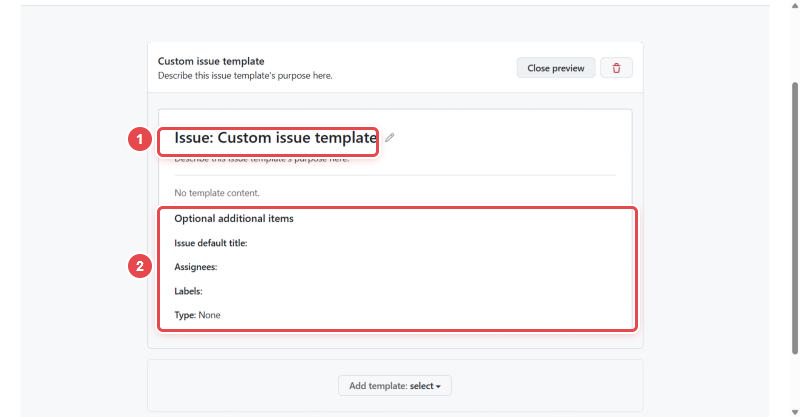 Custom issue template
Describe this issue template's purpose here.
Close preview
1
Issue: Custom issue template
Describe this issue template's purpose here.
No template content.
Optional additional items
Issue default title:
Assignees:
2
Labels:
Type: None
Add template: select